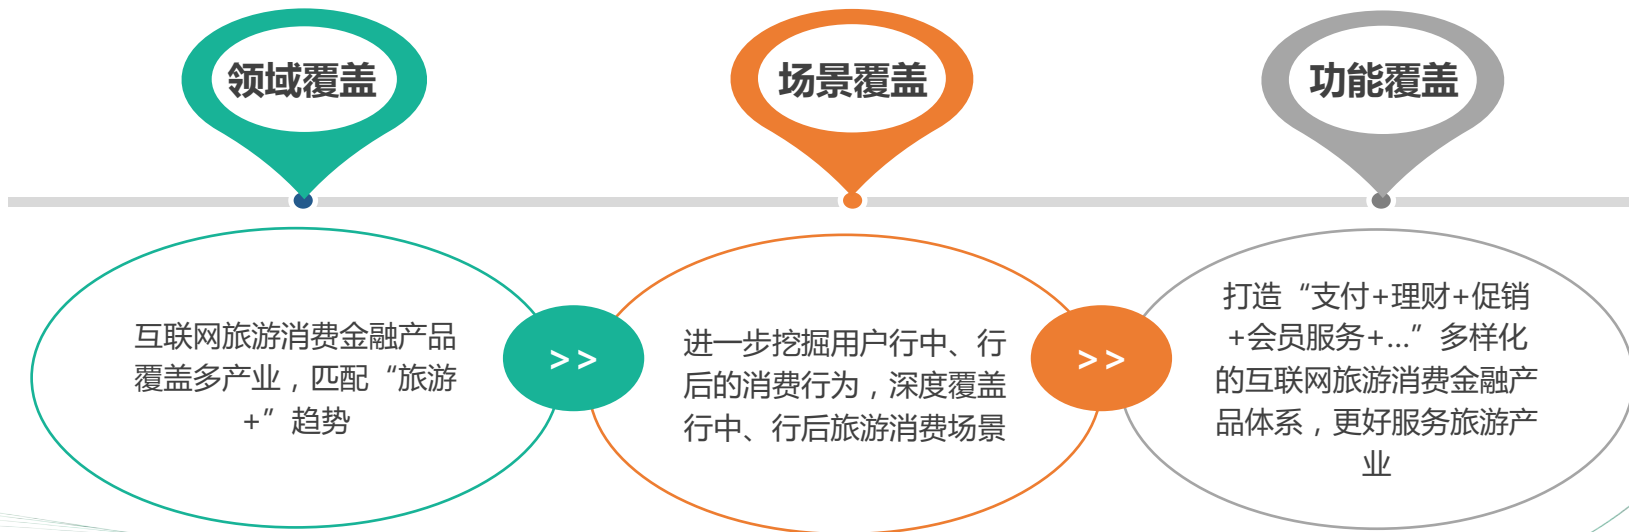 领域覆盖
场景覆盖
功能覆盖
互联网旅游消费金融产品
覆盖多产业，匹配“旅游
+”趋势
>>
进一步挖掘用户行中、行
后的消费行为，深度覆盖
行中、行后旅游消费场景
>>
打造“支付+理财+促销
+会员服务+...”多样化
的互联网旅游消费金融产
品体系，更好服务旅游产
业